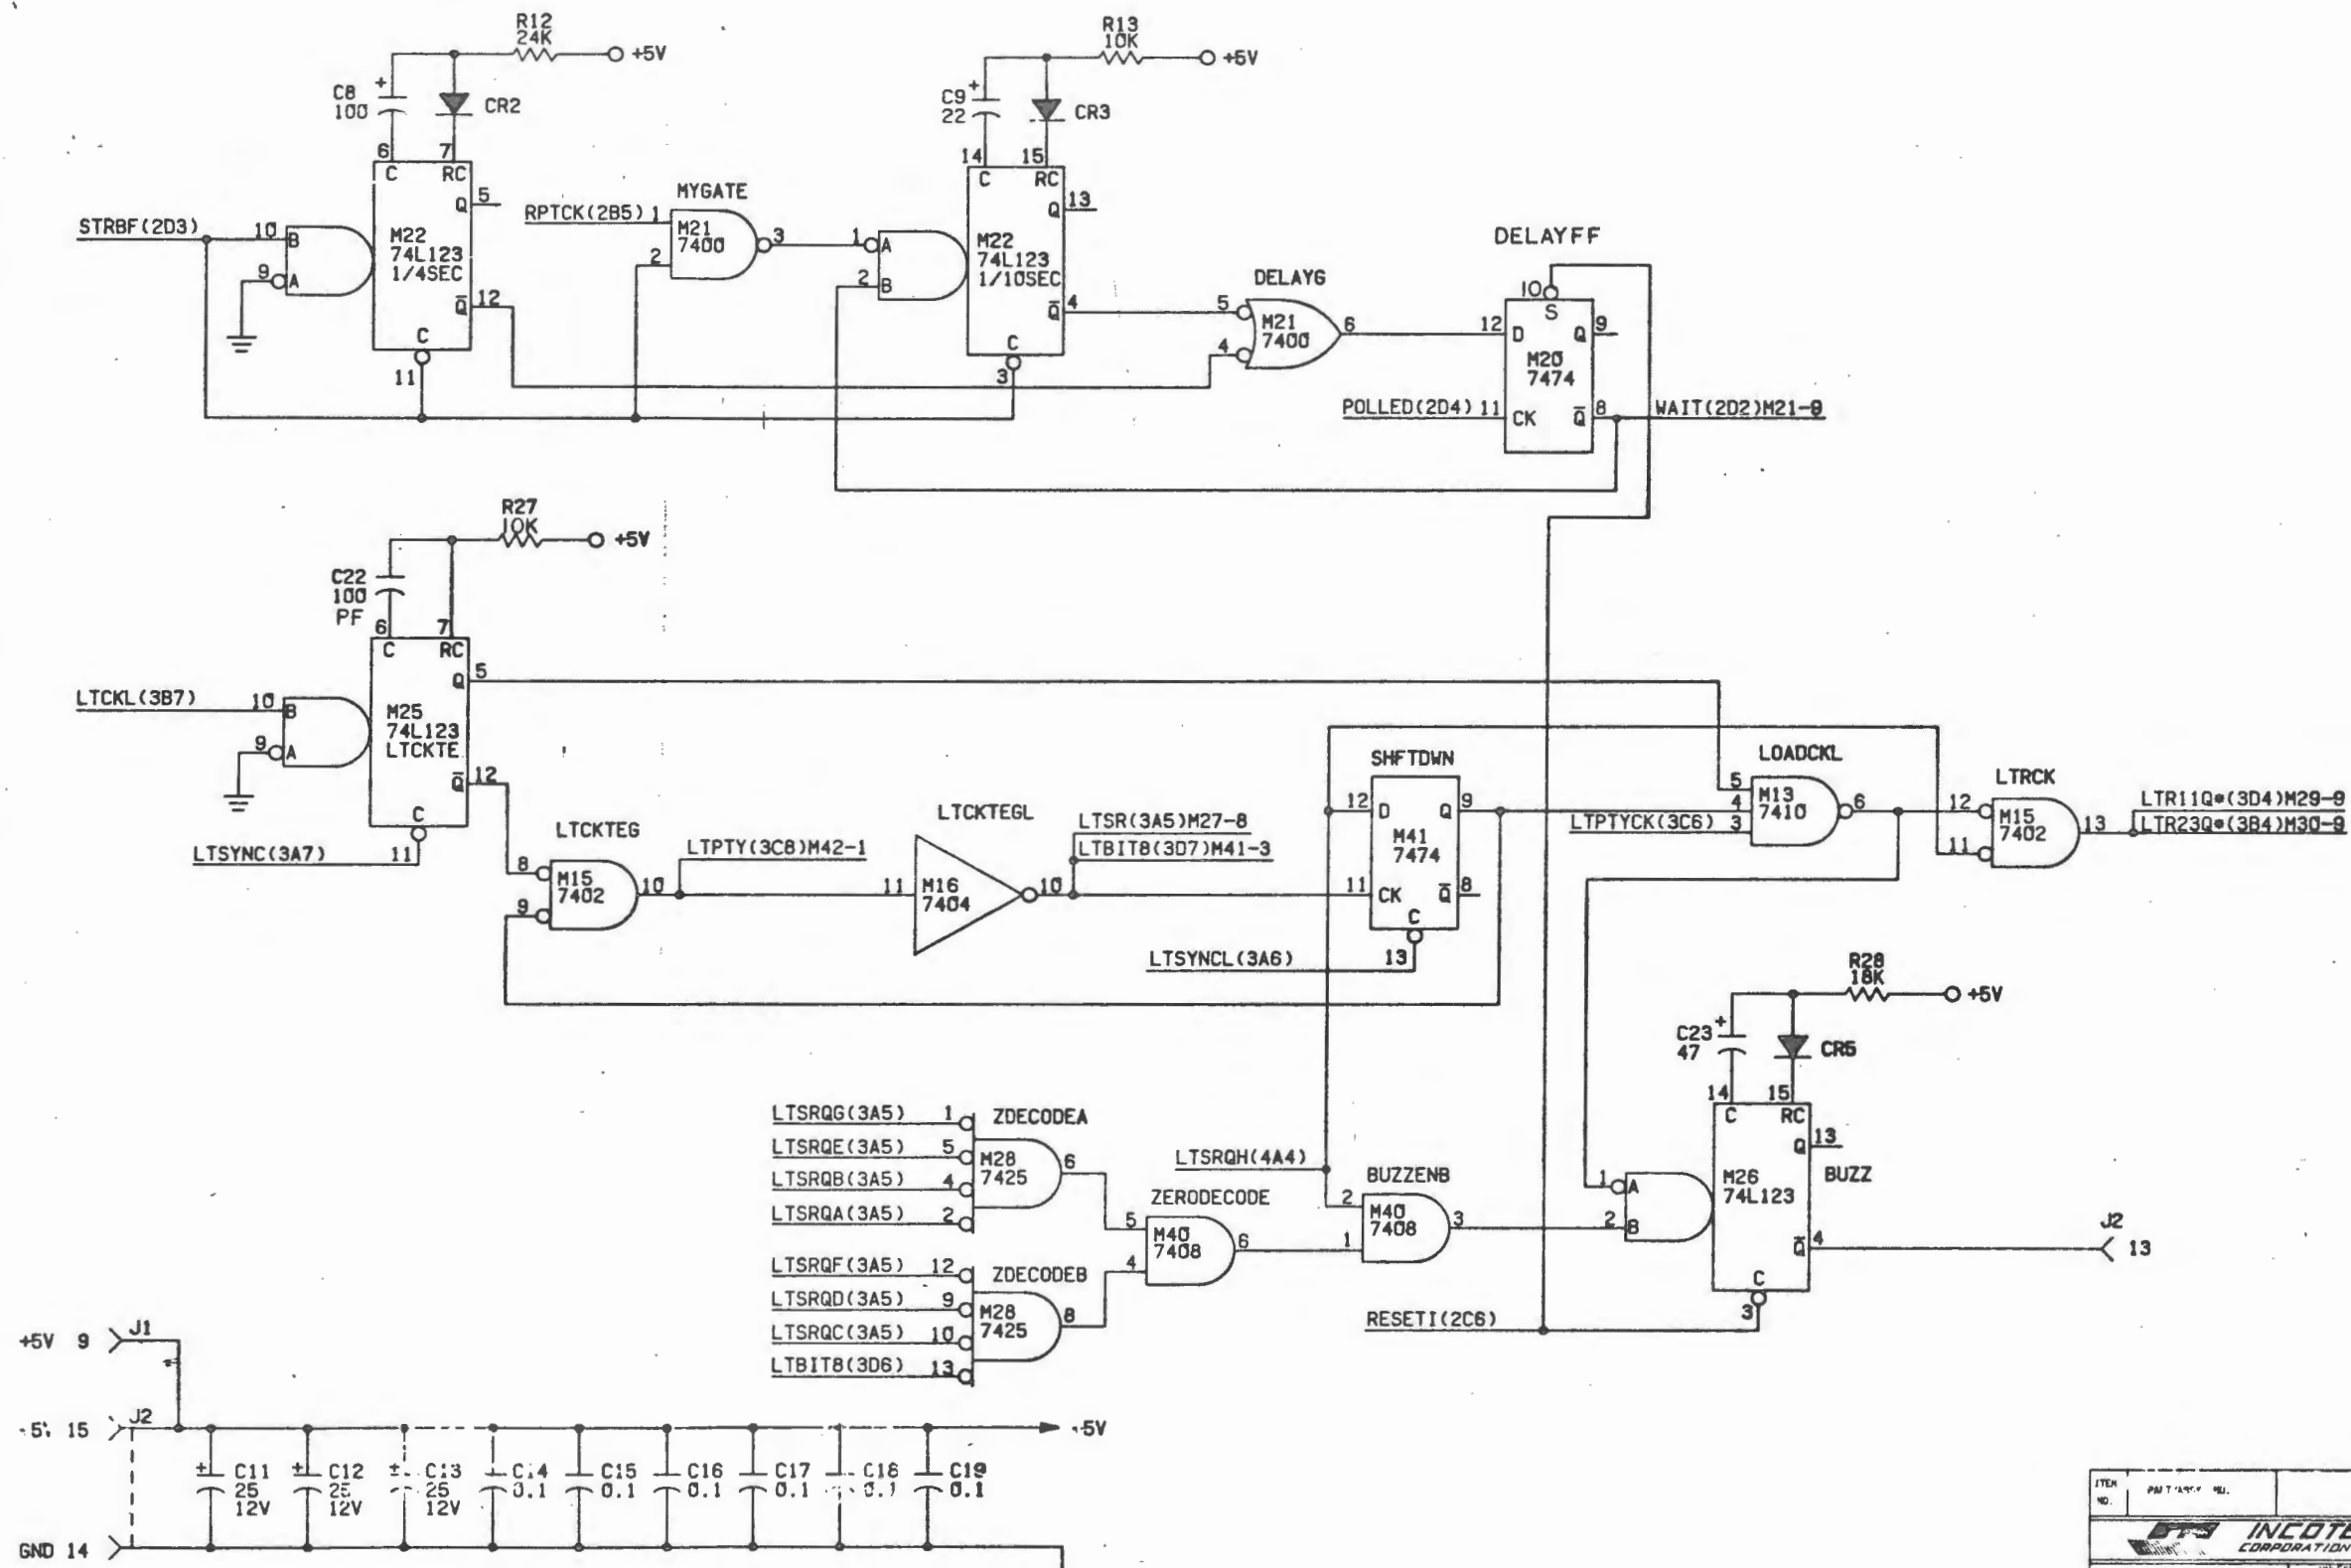 R12
24K
+5V
C8
100
+
CR2
6
7
C
RC
Q
5
STRBF(2D3)
10
B
9
A
M22
74L123
1/4SEC
Q
12
C
11
MYGATE
RPTCK(2B5)
1
2
M21
7400
3
R13
10K
+5V
C9
22
+
CR3
14
15
C
RC
Q
13
1
A
2
B
M22
74L123
1/10SEC
Q
4
C
3
DELAYG
5
4
M21
7400
6
DELAYFF
10
S
12
D
Q
9
M20
7474
POLLED(2D4)
11
CK
Q
8
WAIT(2D2)M21-9
R27
10K
+5V
C22
100
PF
6
7
C
RC
Q
5
LTCKL(3B7)
10
B
9
A
M25
74L123
LTCKTE
Q
12
C
LTSYNC(3A7)
11
LTCKTEG
8
9
M15
7402
10
LTPTY(3C8)M42-1
LTCKTEGL
11
M16
7404
10
LTSR(3A5)M27-8
LTBIT8(3D7)M41-3
SHFTDWN
12
D
Q
9
M41
7474
11
CK
Q
8
C
LTSYNCL(3A6)
13
LOADCKL
5
4
LTPTYCK(3C6)
3
M13
7410
6
LTRCK
12
11
M15
7402
13
LTR11Q*(3D4)M29-9
LTR23Q*(3B4)M30-9
R28
18K
+5V
C23
47
+
CR5
14
15
C
RC
Q
13
BUZZ
1
A
2
B
M26
74L123
Q
4
C
3
J2
13
LTSRQG(3A5)
1
ZDECODEA
LTSRQE(3A5)
5
LTSRQB(3A5)
4
LTSRQA(3A5)
2
M28
7425
6
LTSRQF(3A5)
12
ZDECODEB
LTSRQD(3A5)
9
LTSRQC(3A5)
10
LTBIT8(3D6)
13
M28
7425
8
ZERODECODE
5
4
M40
7408
6
LTSRQH(4A4)
BUZZENB
2
1
M40
7408
3
RESETI(2C6)
+5V 9
J1
15
J2
GND 14
5V
+
C11
25
12V
+
C12
25
12V
+
C13
25
12V
C14
0.1
C15
0.1
C16
0.1
C17
0.1
C18
0.1
C19
0.1
ITEM
NO.
CORPORATION